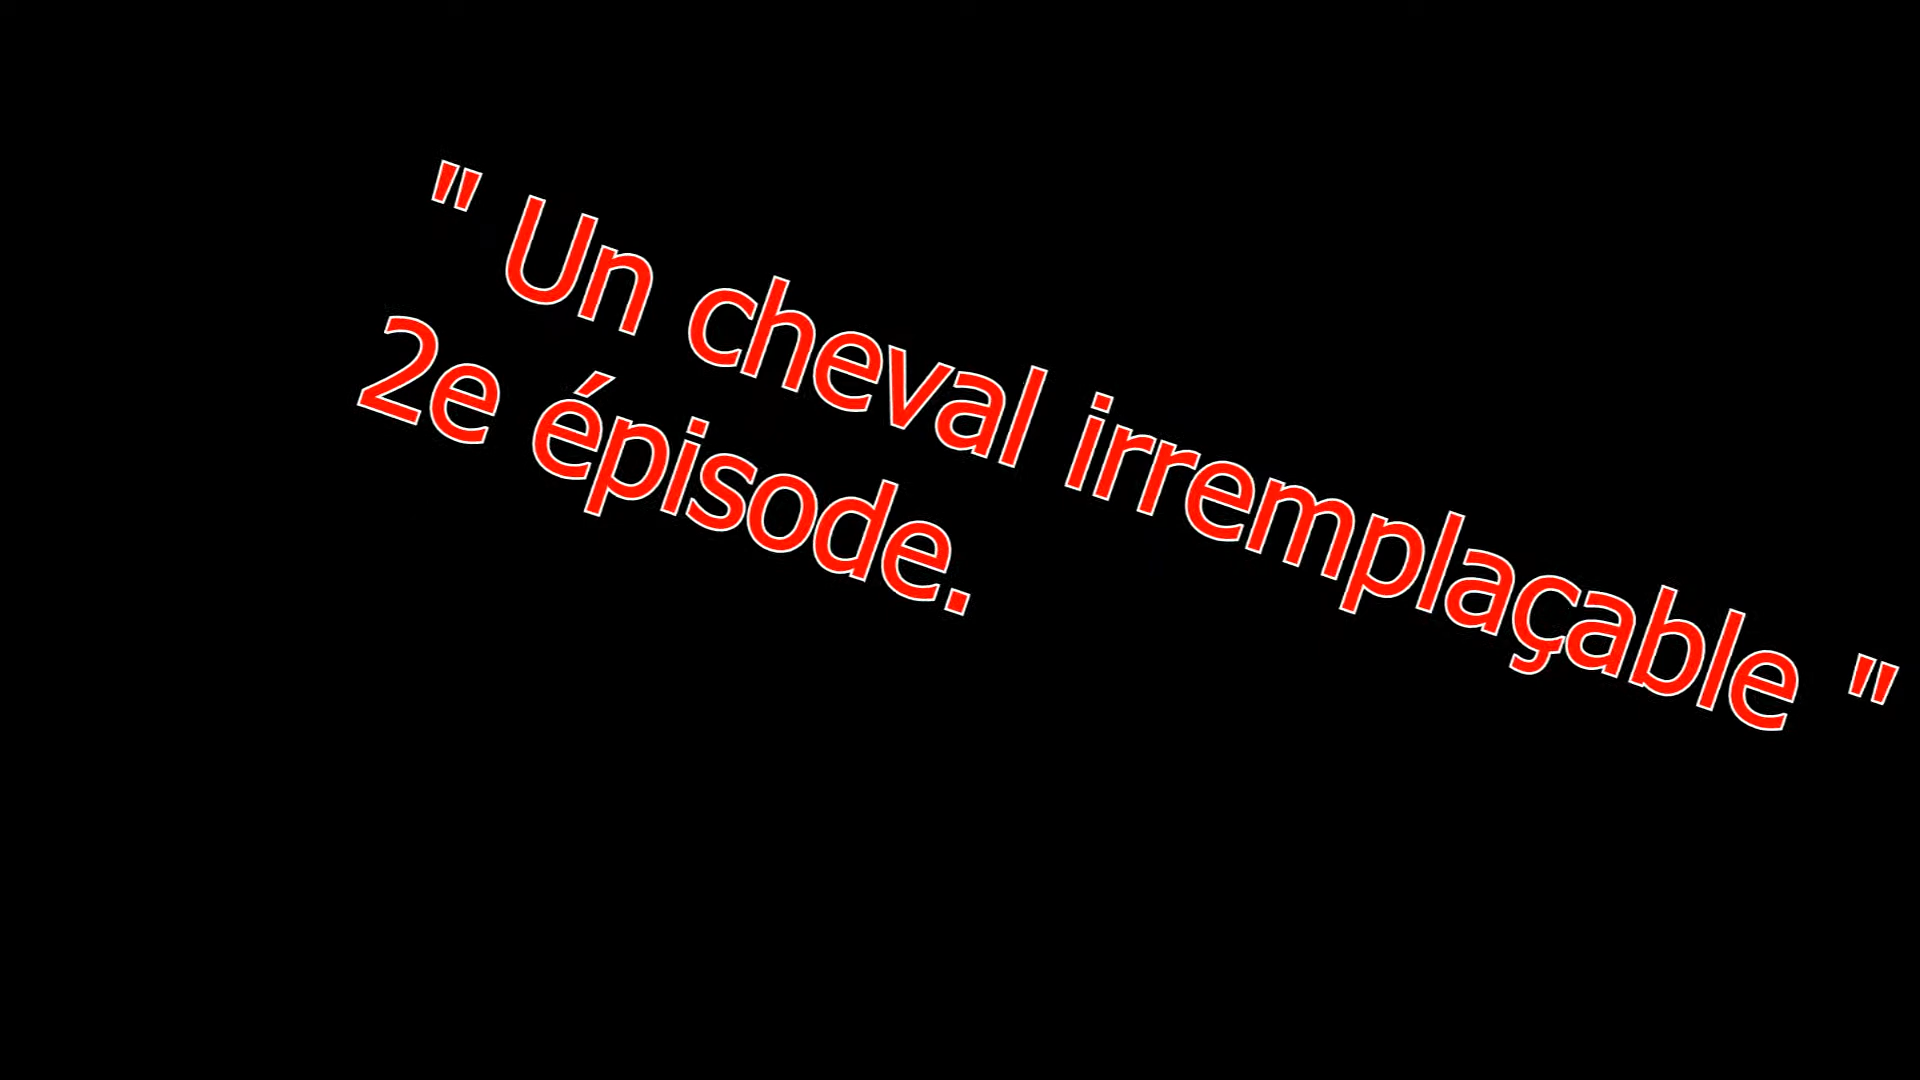 " Un cheval irremplaçable "
2e épisode.